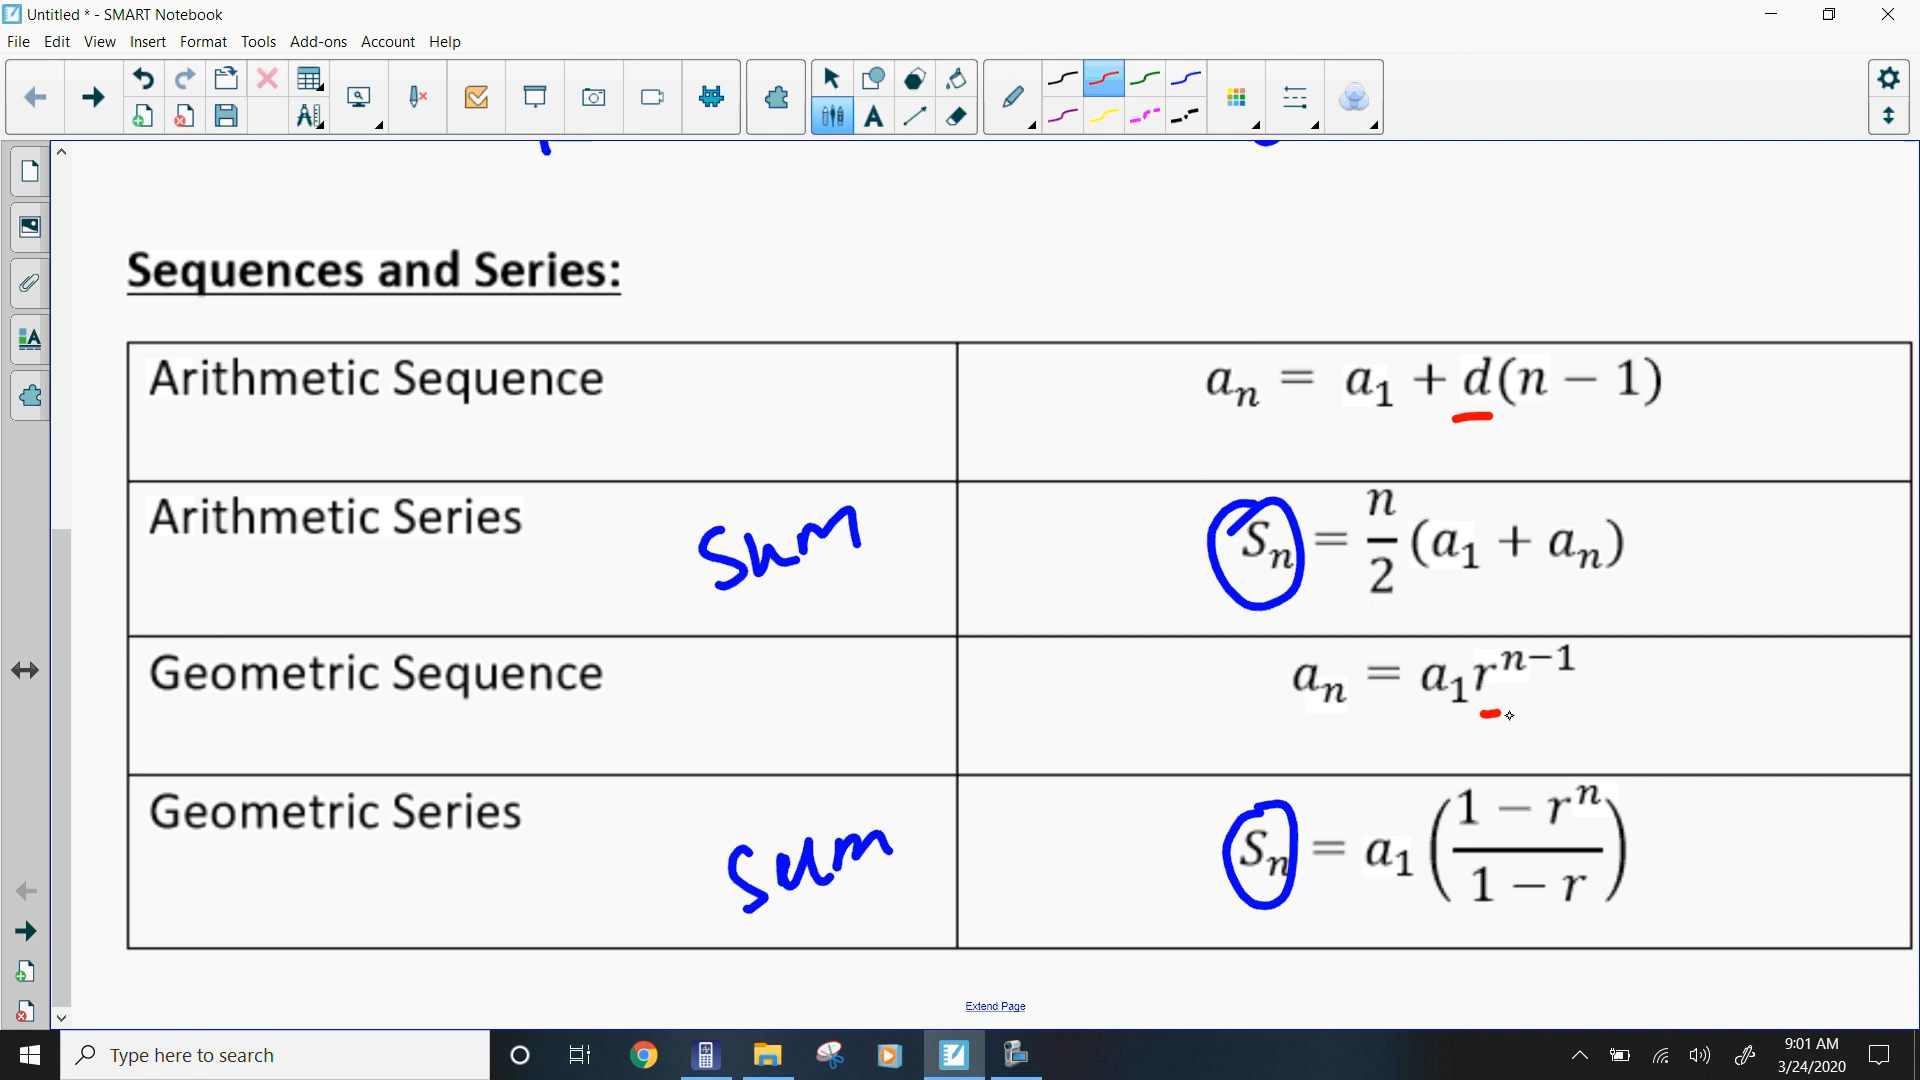 Untitled * - SMART Notebook
File Edit View Insert Format Tools Add-ons Account Help
Sequences and Series:
Arithmetic Sequence
aₙ = a₁ + d(n − 1)
Arithmetic Series
Sum
Sₙ = n/2 (a₁ + aₙ)
Geometric Sequence
aₙ = a₁rⁿ⁻¹
Geometric Series
Sum
Sₙ = a₁ ((1 − rⁿ)/(1 − r))
Extend Page
Type here to search
9:01 AM
3/24/2020